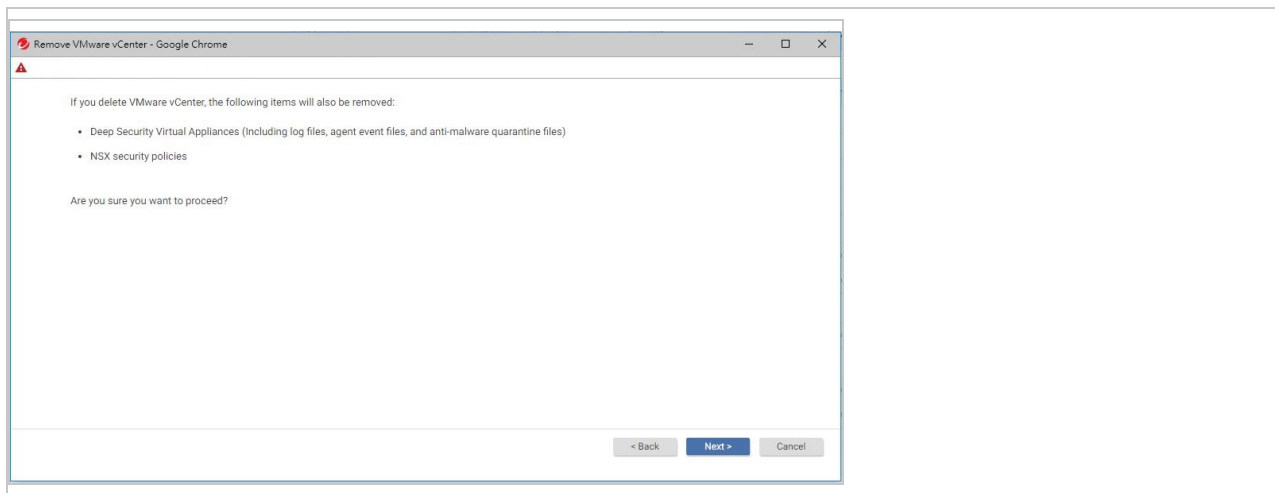 Remove VMware vCenter - Google Chrome
If you delete VMware vCenter, the following items will also be removed:
• Deep Security Virtual Appliances (Including log files, agent event files, and anti-malware quarantine files)
• NSX security policies
Are you sure you want to proceed?
< Back Next > Cancel